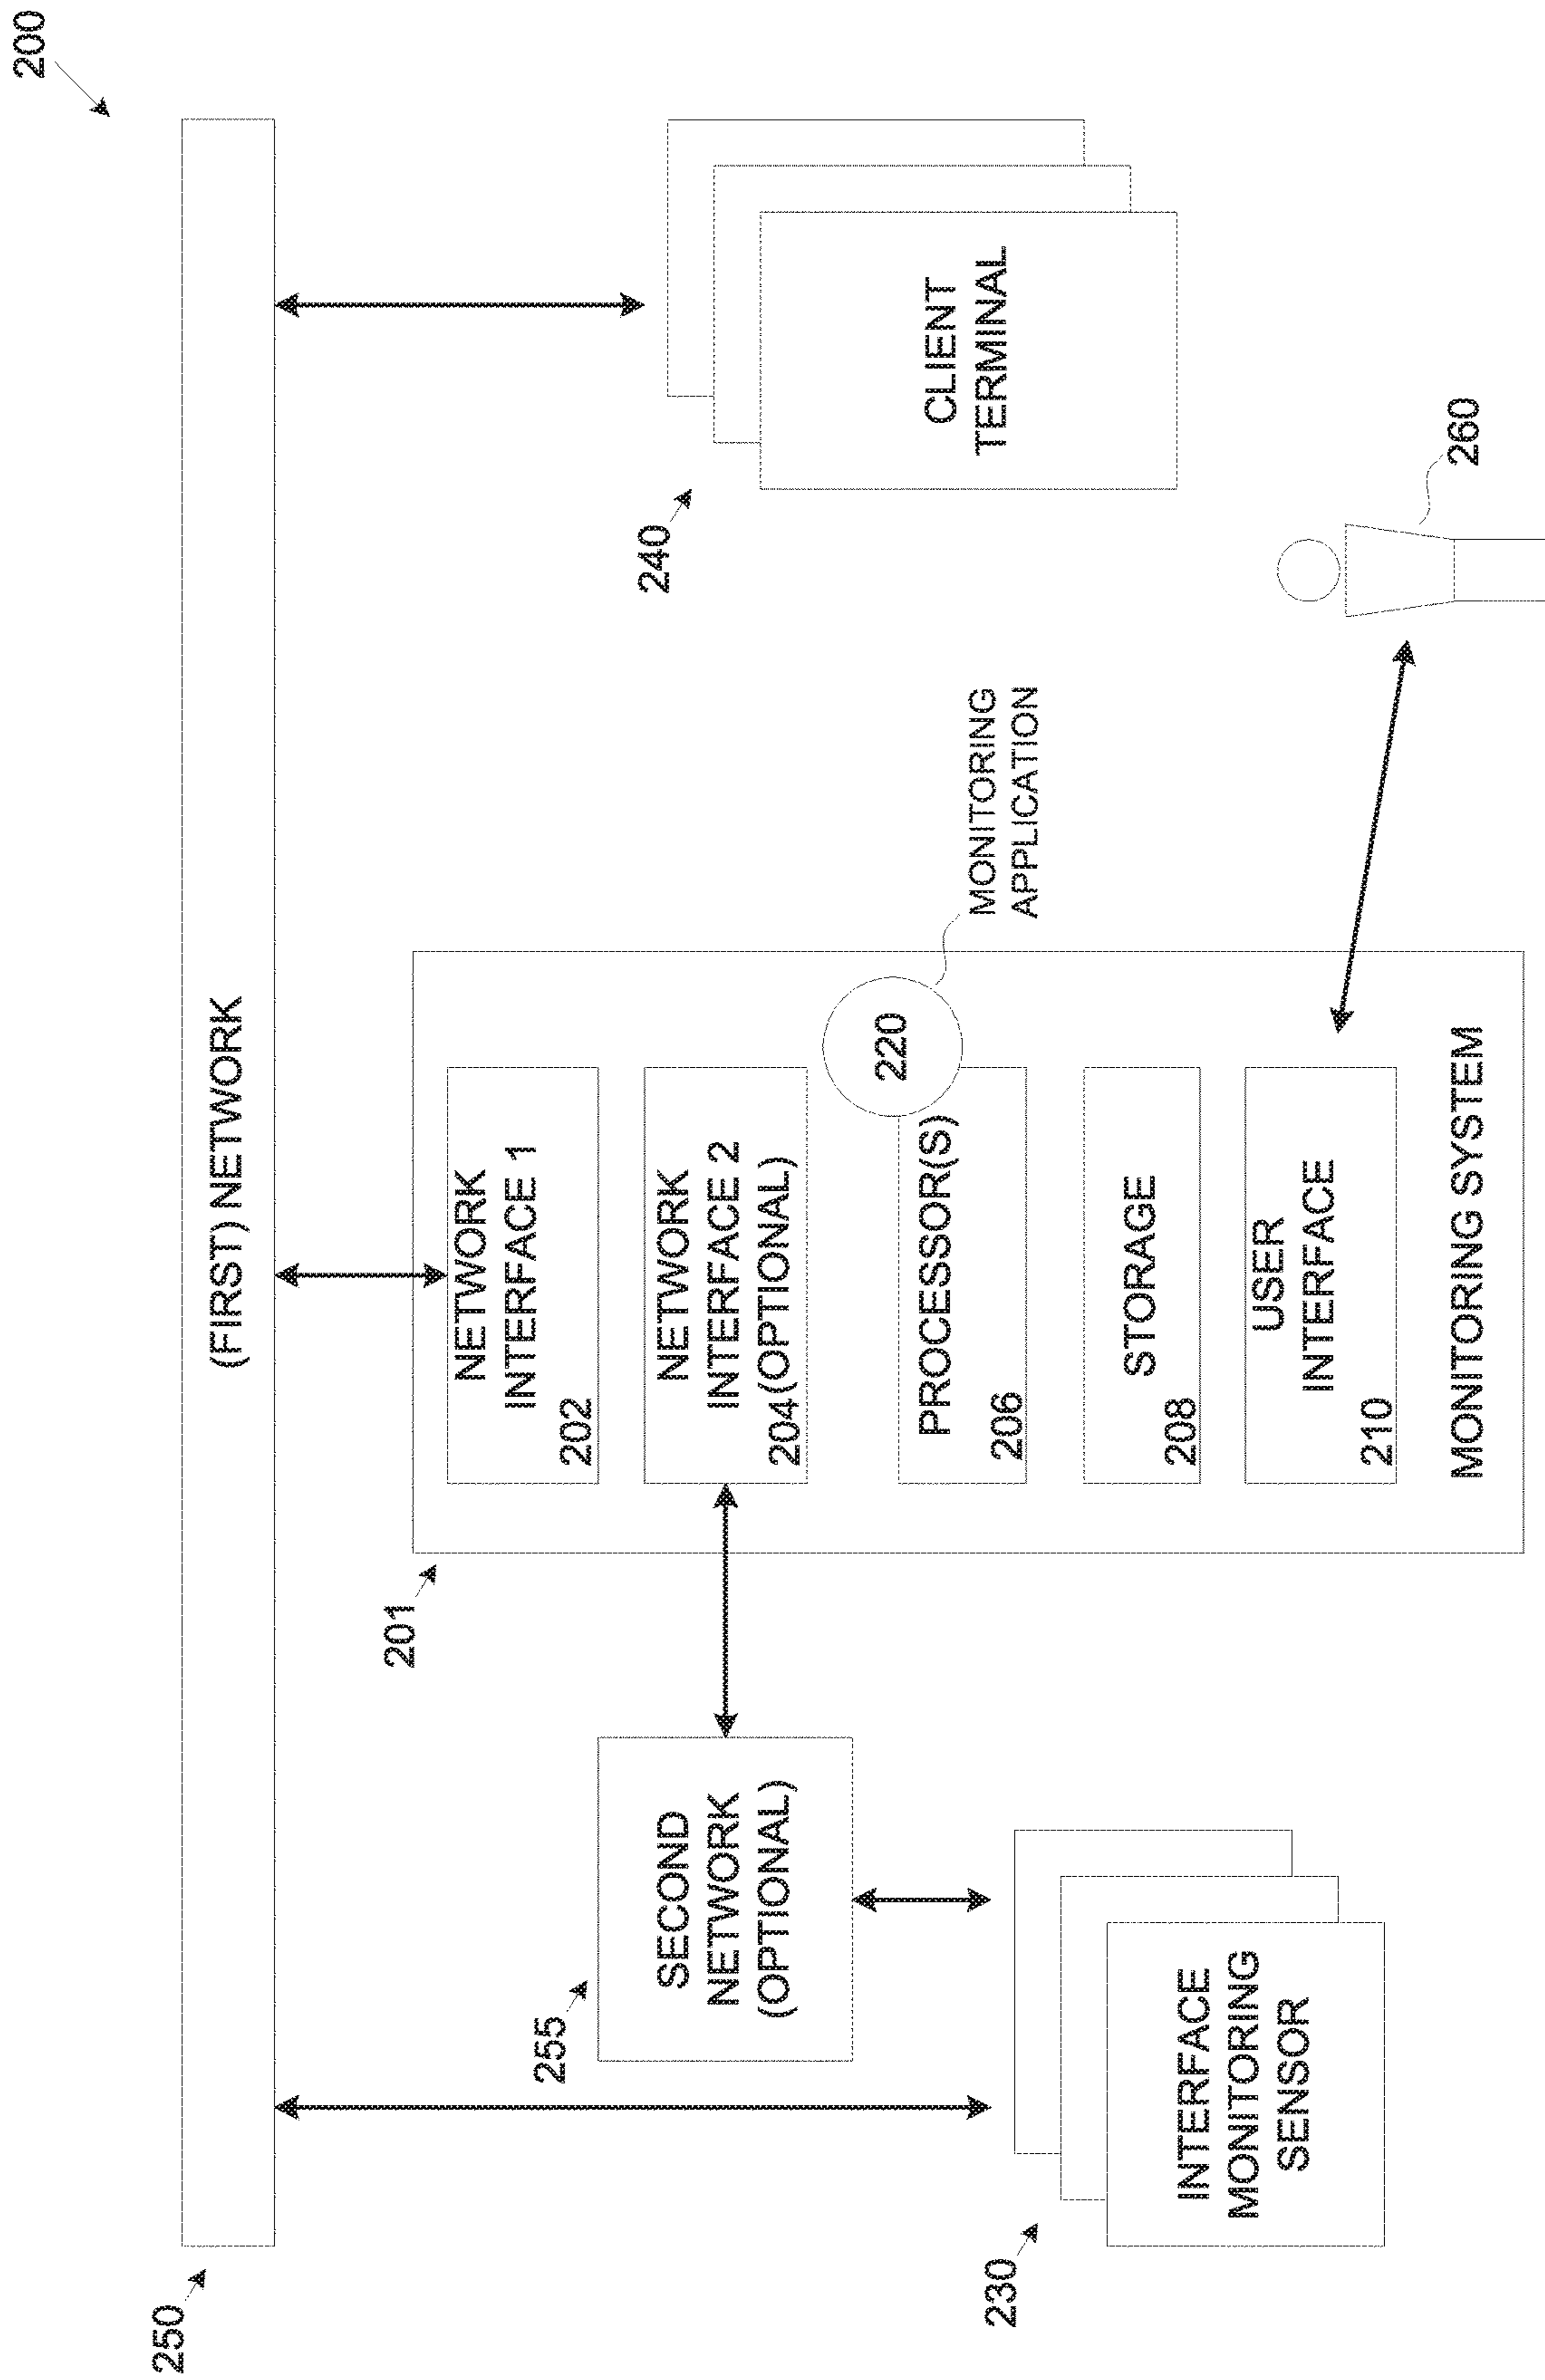 200
250
(FIRST) NETWORK
201
NETWORK
INTERFACE 1
202
NETWORK
INTERFACE 2
204(OPTIONAL)
220
MONITORING
APPLICATION
PROCESSOR(S)
206
STORAGE
208
USER
INTERFACE
210
MONITORING SYSTEM
255
SECOND
NETWORK
(OPTIONAL)
230
INTERFACE
MONITORING
SENSOR
240
CLIENT
TERMINAL
260